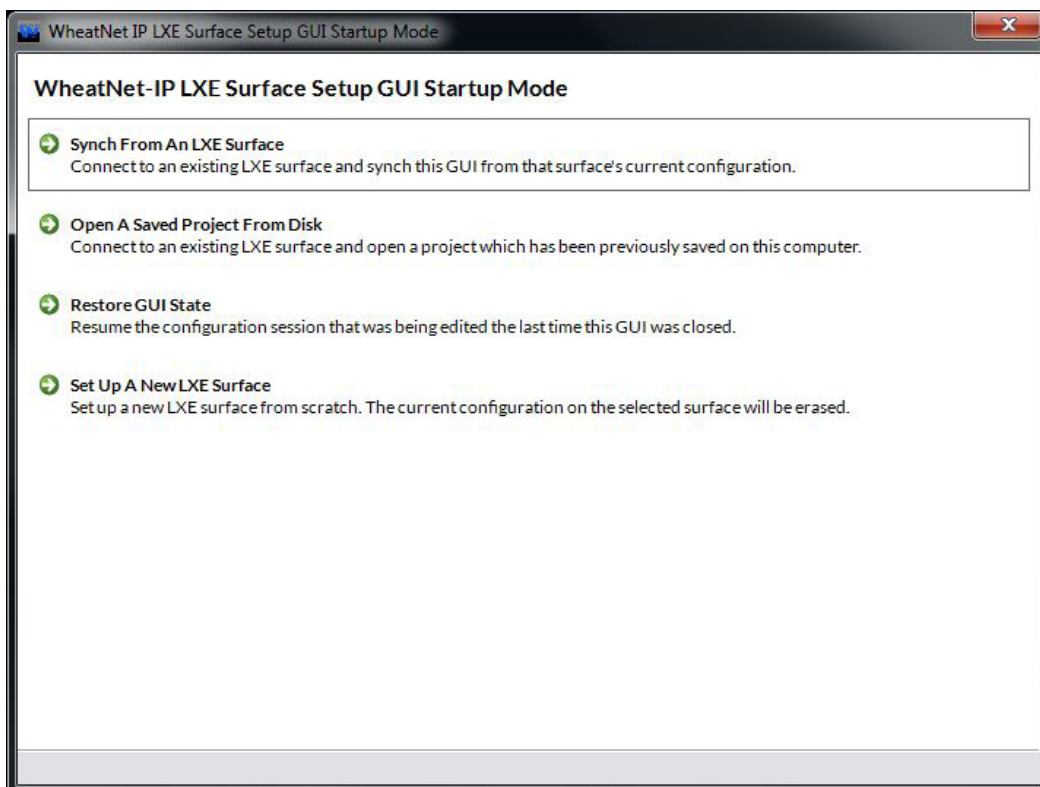 WheatNet IP LXE Surface Setup GUI Startup Mode
WheatNet-IP LXE Surface Setup GUI Startup Mode
Synch From An LXE Surface
Connect to an existing LXE surface and synch this GUI from that surface's current configuration.
Open A Saved Project From Disk
Connect to an existing LXE surface and open a project which has been previously saved on this computer.
Restore GUI State
Resume the configuration session that was being edited the last time this GUI was closed.
Set Up A New LXE Surface
Set up a new LXE surface from scratch. The current configuration on the selected surface will be erased.